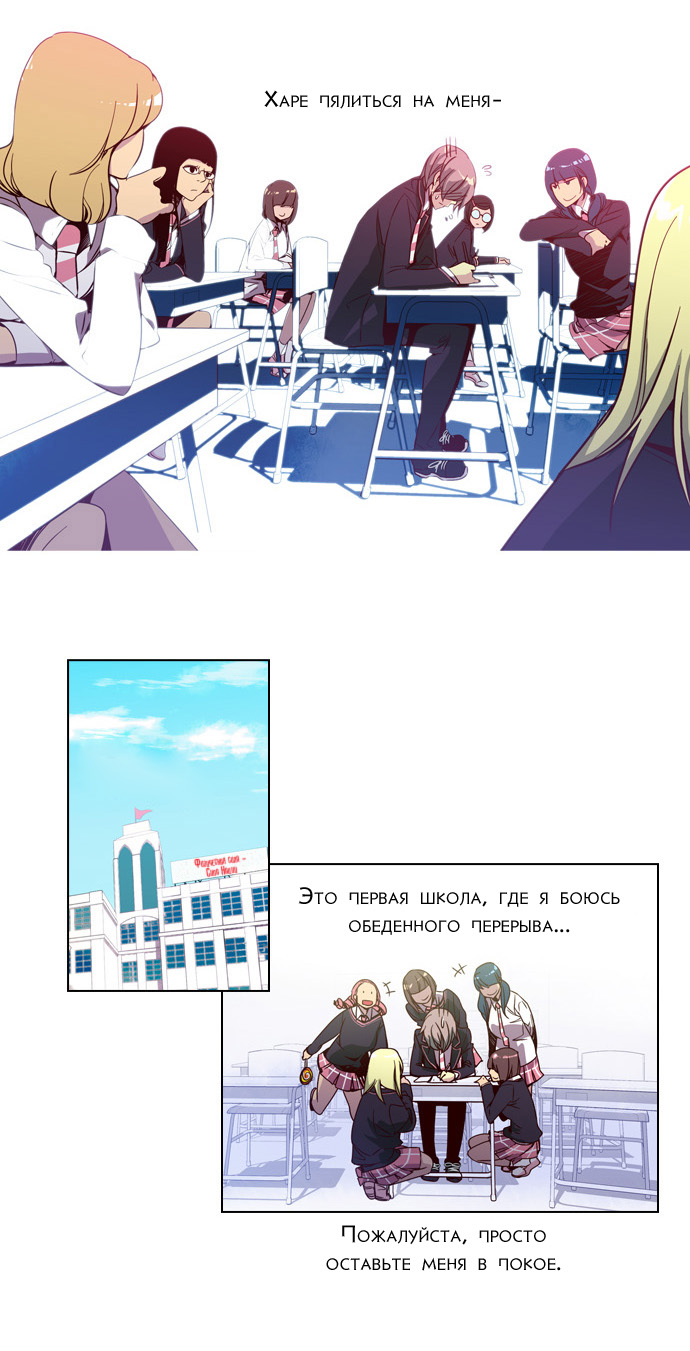 Харе пялиться на меня-
Это первая школа, где я боюсь
обеденного перерыва...
Пожалуйста, просто
оставьте меня в покое.